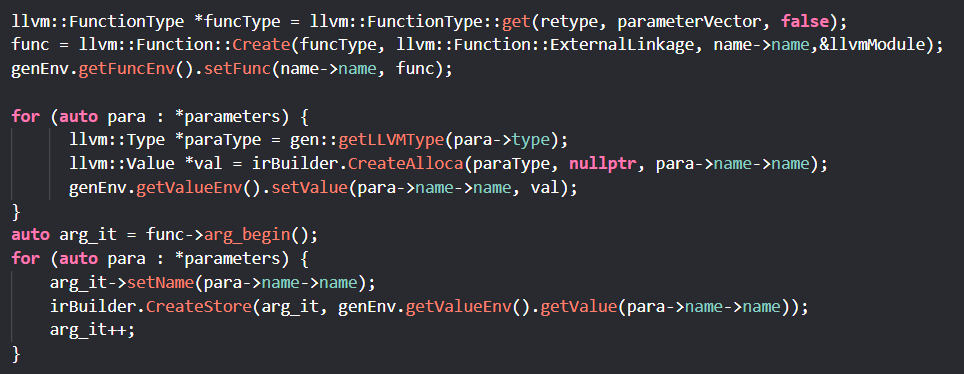 llvm::FunctionType *funcType = llvm::FunctionType::get(retype, parameterVector, false);
func = llvm::Function::Create(funcType, llvm::Function::ExternalLinkage, name->name,&llvmModule);
genEnv.getFuncEnv().setFunc(name->name, func);

for (auto para : *parameters) {
      llvm::Type *paraType = gen::getLLVMType(para->type);
      llvm::Value *val = irBuilder.CreateAlloca(paraType, nullptr, para->name->name);
      genEnv.getValueEnv().setValue(para->name->name, val);
}
auto arg_it = func->arg_begin();
for (auto para : *parameters) {
    arg_it->setName(para->name->name);
    irBuilder.CreateStore(arg_it, genEnv.getValueEnv().getValue(para->name->name));
    arg_it++;
}